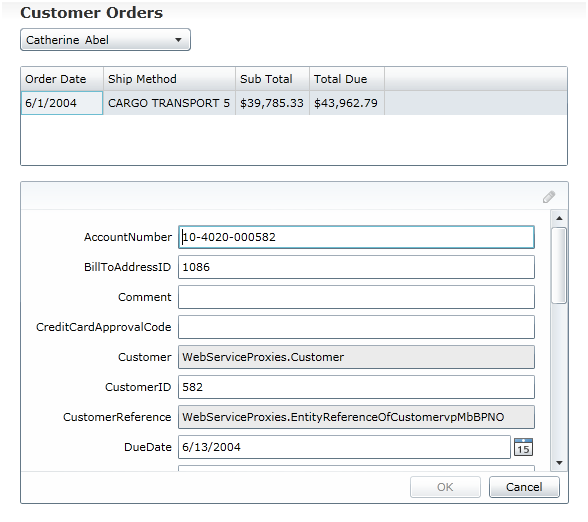 Customer Orders
Catherine Abel
Order Date Ship Method Sub Total Total Due
6/1/2004 CARGO TRANSPORT 5 $39,785.33 $43,962.79
AccountNumber 10-4020-000582
BillToAddressID 1086
Comment
CreditCardApprovalCode
Customer WebServiceProxies.Customer
CustomerID 582
CustomerReference WebServiceProxies.EntityReferenceOfCustomervpMbBPNO
DueDate 6/13/2004 15
OK Cancel